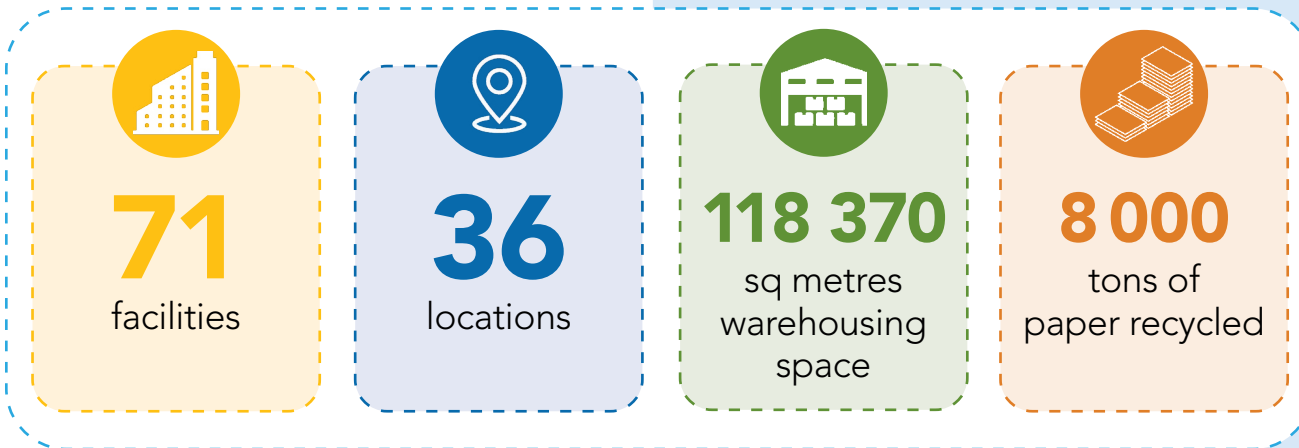 71
facilities
36
locations
118 370
sq metres
warehousing
space
8 000
tons of
paper recycled